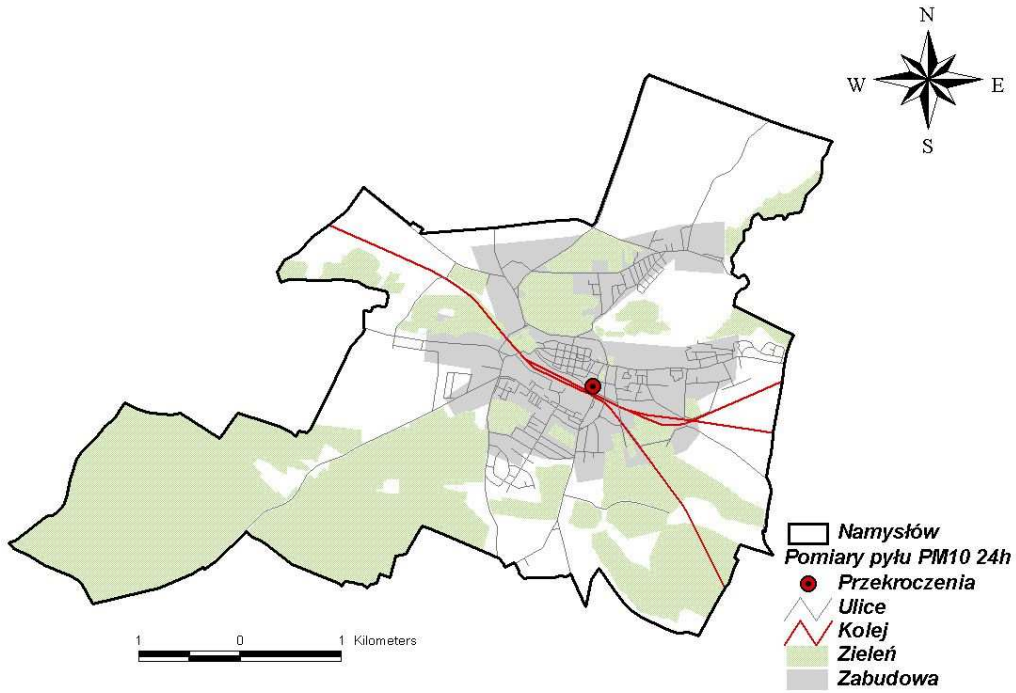 N
W E
S
Namysłów
Pomiary pyłu PM10 24h
Przekroczenia
Ulice
Kolej
Zieleń
Zabudowa
1 0 1 Kilometers